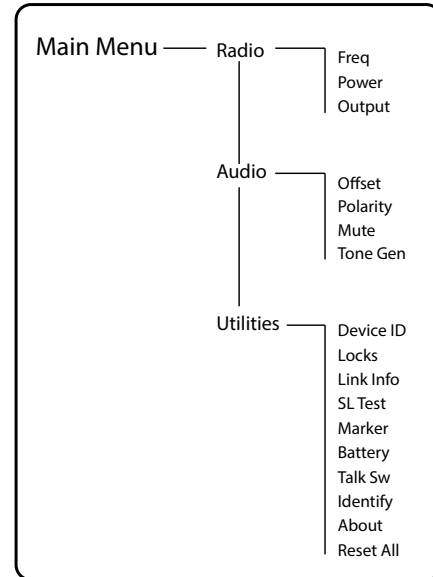 Main Menu
Radio
Freq
Power
Output
Audio
Offset
Polarity
Mute
Tone Gen
Utilities
Device ID
Locks
Link Info
SL Test
Marker
Battery
Talk Sw
Identify
About
Reset All